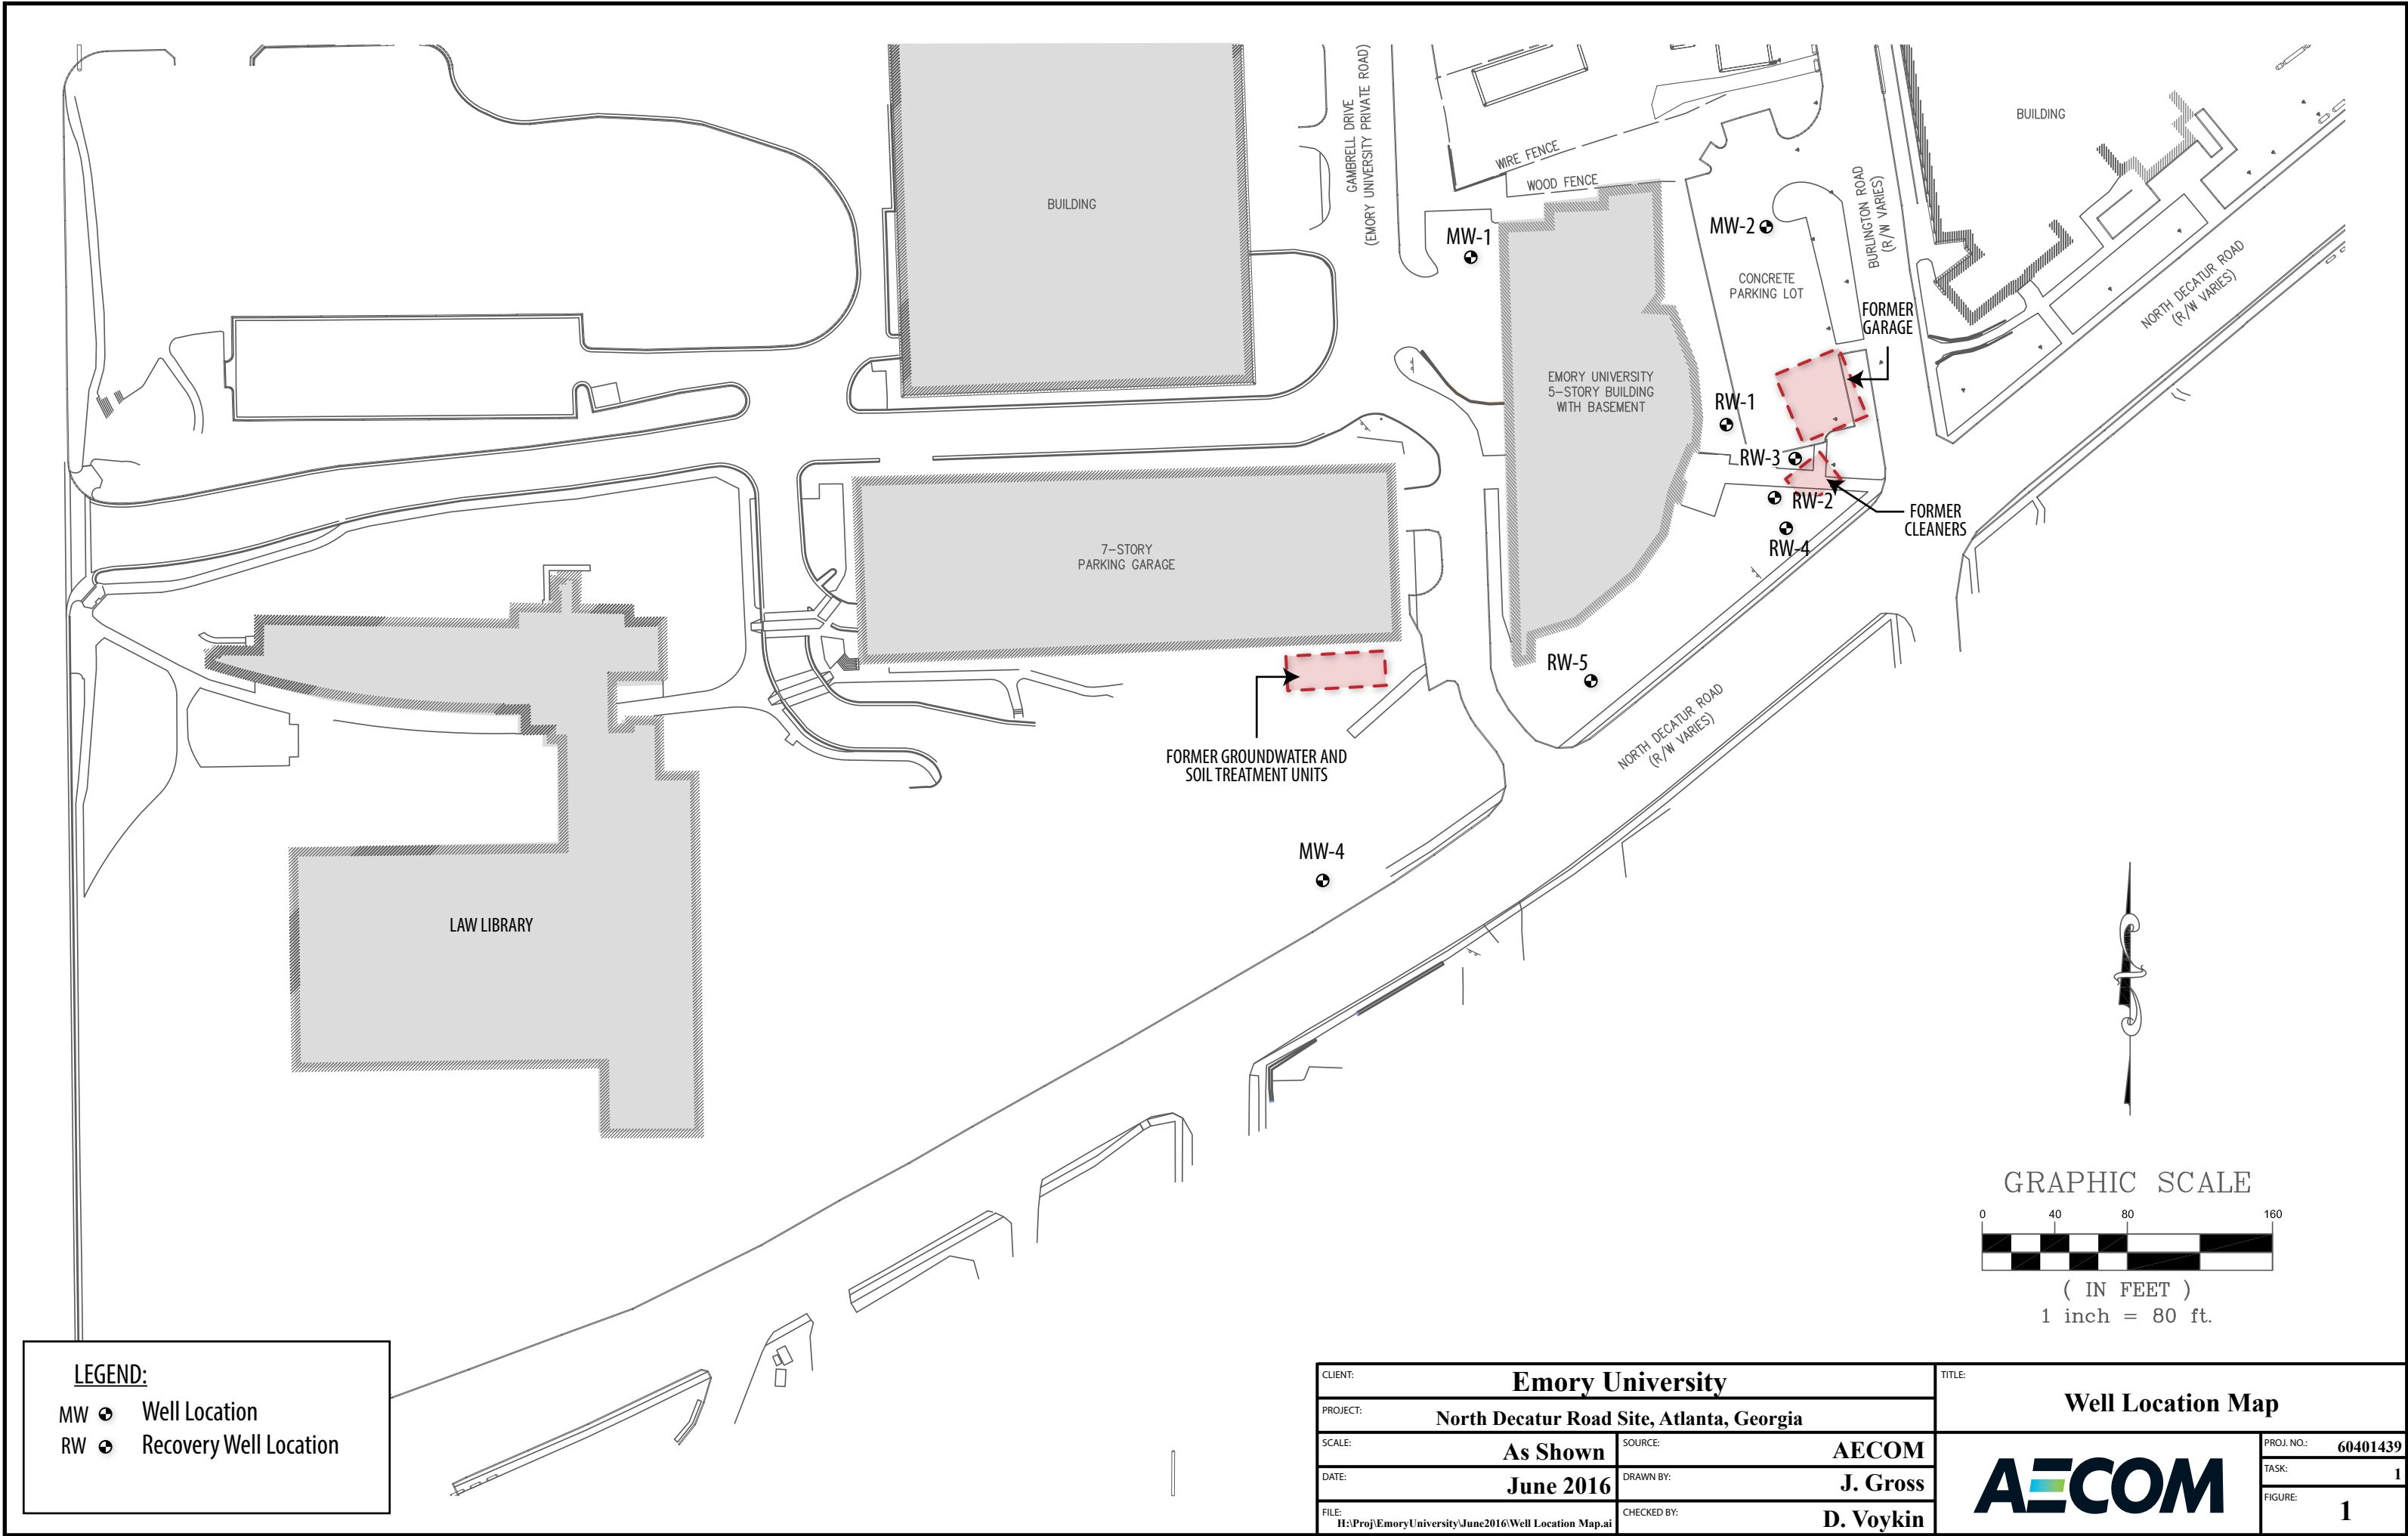 GAMBRELL DRIVE
(EMORY UNIVERSITY PRIVATE ROAD)
BUILDING
BUILDING
WIRE FENCE
WOOD FENCE
BURLINGTON ROAD
(R/W VARIES)
MW-1
MW-2
CONCRETE
PARKING LOT
NORTH DECATUR ROAD
(R/W VARIES)
FORMER
GARAGE
EMORY UNIVERSITY
5-STORY BUILDING
WITH BASEMENT
RW-1
RW-3
RW-2
FORMER
CLEANERS
RW-4
7-STORY
PARKING GARAGE
RW-5
NORTH DECATUR ROAD
(R/W VARIES)
FORMER GROUNDWATER AND
SOIL TREATMENT UNITS
MW-4
LAW LIBRARY
GRAPHIC SCALE
0 40 80 160
( IN FEET )
1 inch = 80 ft.
LEGEND:
MW Well Location
RW Recovery Well Location
CLIENT: Emory University
PROJECT: North Decatur Road Site, Atlanta, Georgia
SCALE: As Shown
SOURCE: AECOM
DATE: June 2016
DRAWN BY: J. Gross
FILE: H:\Proj\EmoryUniversity\June2016\Well Location Map.ai
CHECKED BY: D. Voykin
TITLE:
Well Location Map
AECOM
PROJ. NO.: 60401439
TASK: 1
FIGURE: 1